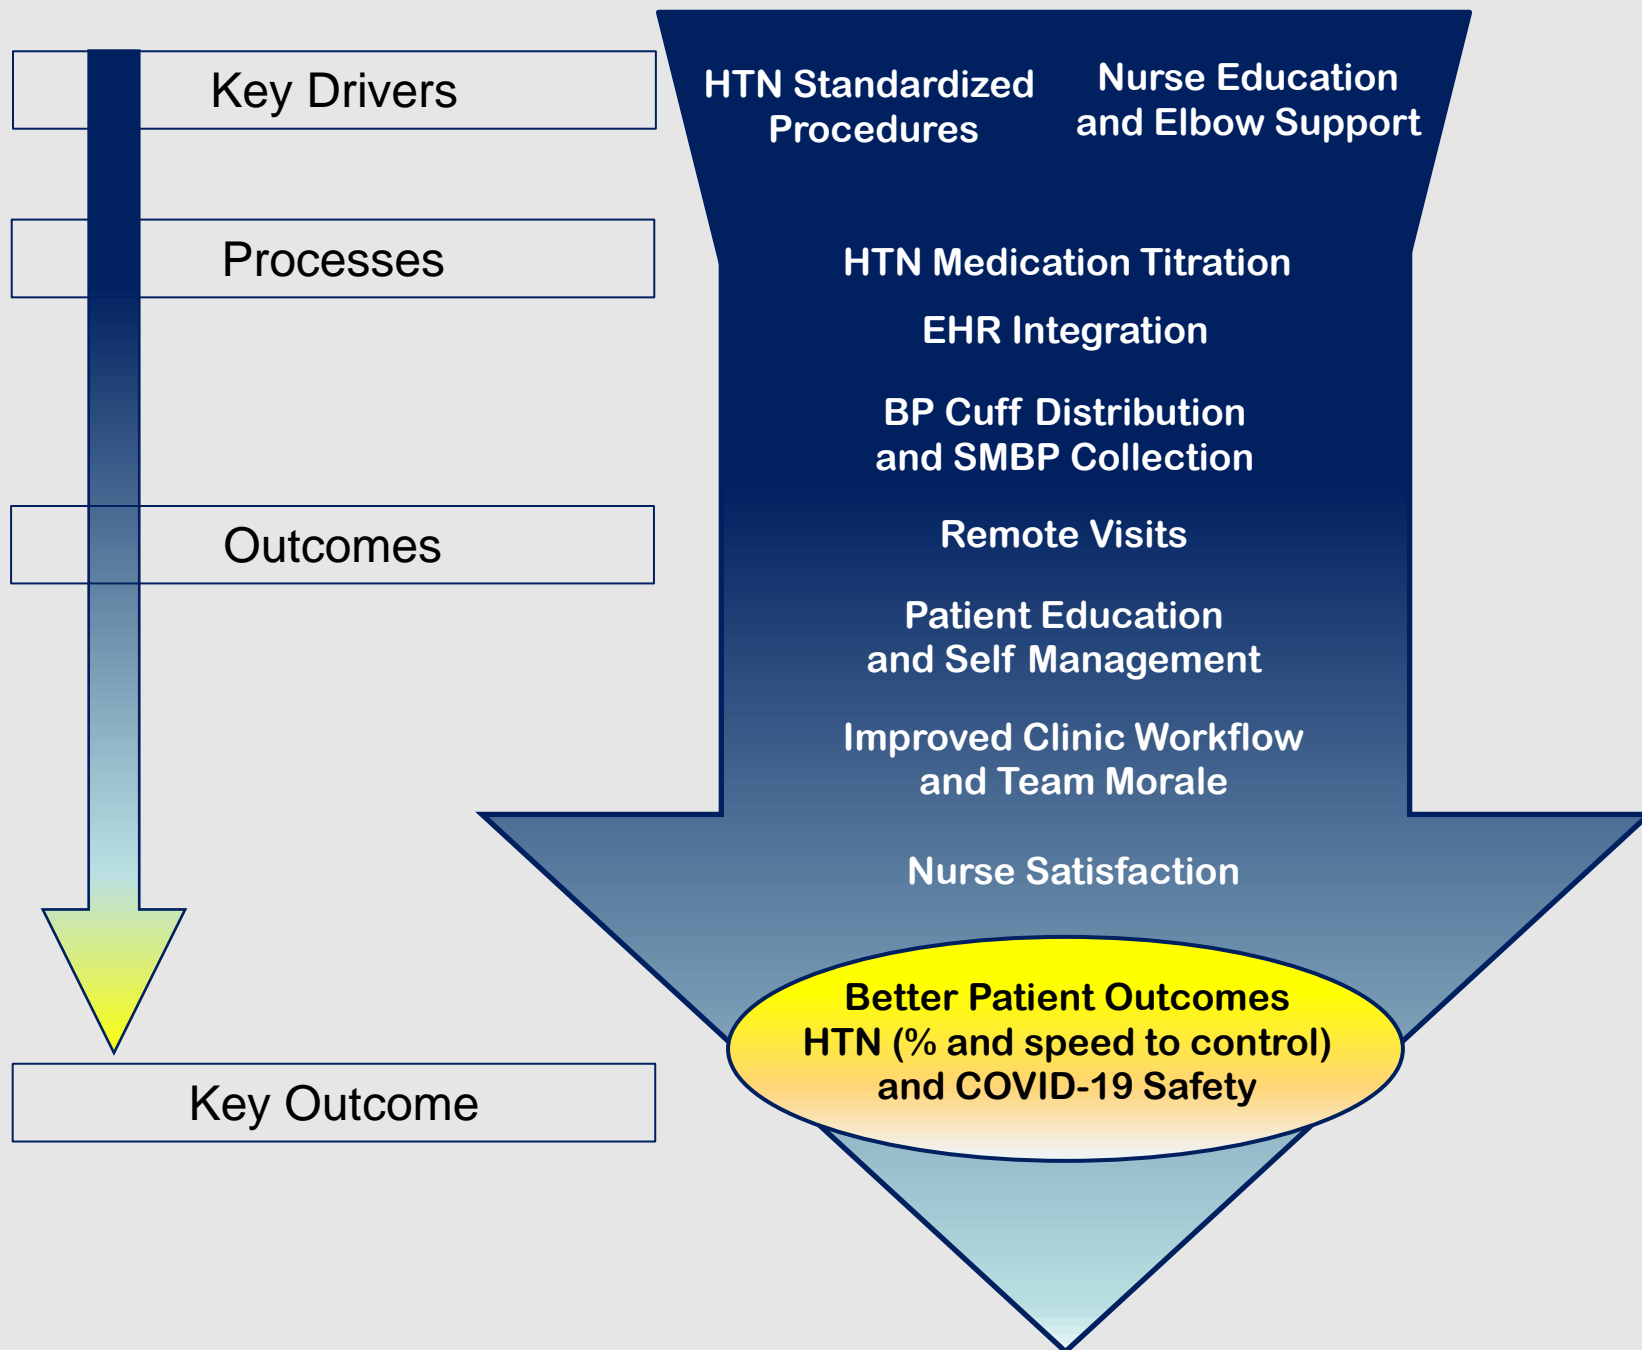 Key Drivers
HTN Standardized
Procedures
Nurse Education
and Elbow Support
Processes
HTN Medication Titration
EHR Integration
BP Cuff Distribution
and SMBP Collection
Outcomes
Remote Visits
Patient Education
and Self Management
Improved Clinic Workflow
and Team Morale
Nurse Satisfaction
Key Outcome
Better Patient Outcomes
HTN (% and speed to control)
and COVID-19 Safety